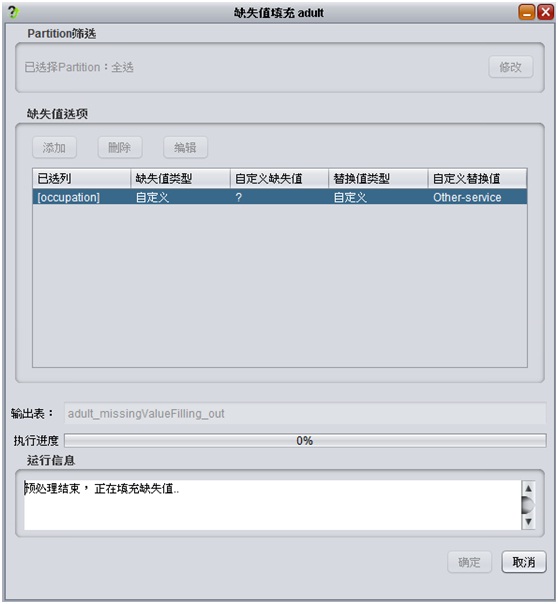 缺失值填充 adult
Partition筛选
已选择Partition：全选
修改
缺失值选项
添加 删除 编辑
已选列 缺失值类型 自定义缺失值 替换值类型 自定义替换值
[occupation] 自定义 ? 自定义 Other-service
输出表： adult_missingValueFilling_out
执行进度 0%
运行信息
预处理结束，正在填充缺失值..
确定 取消